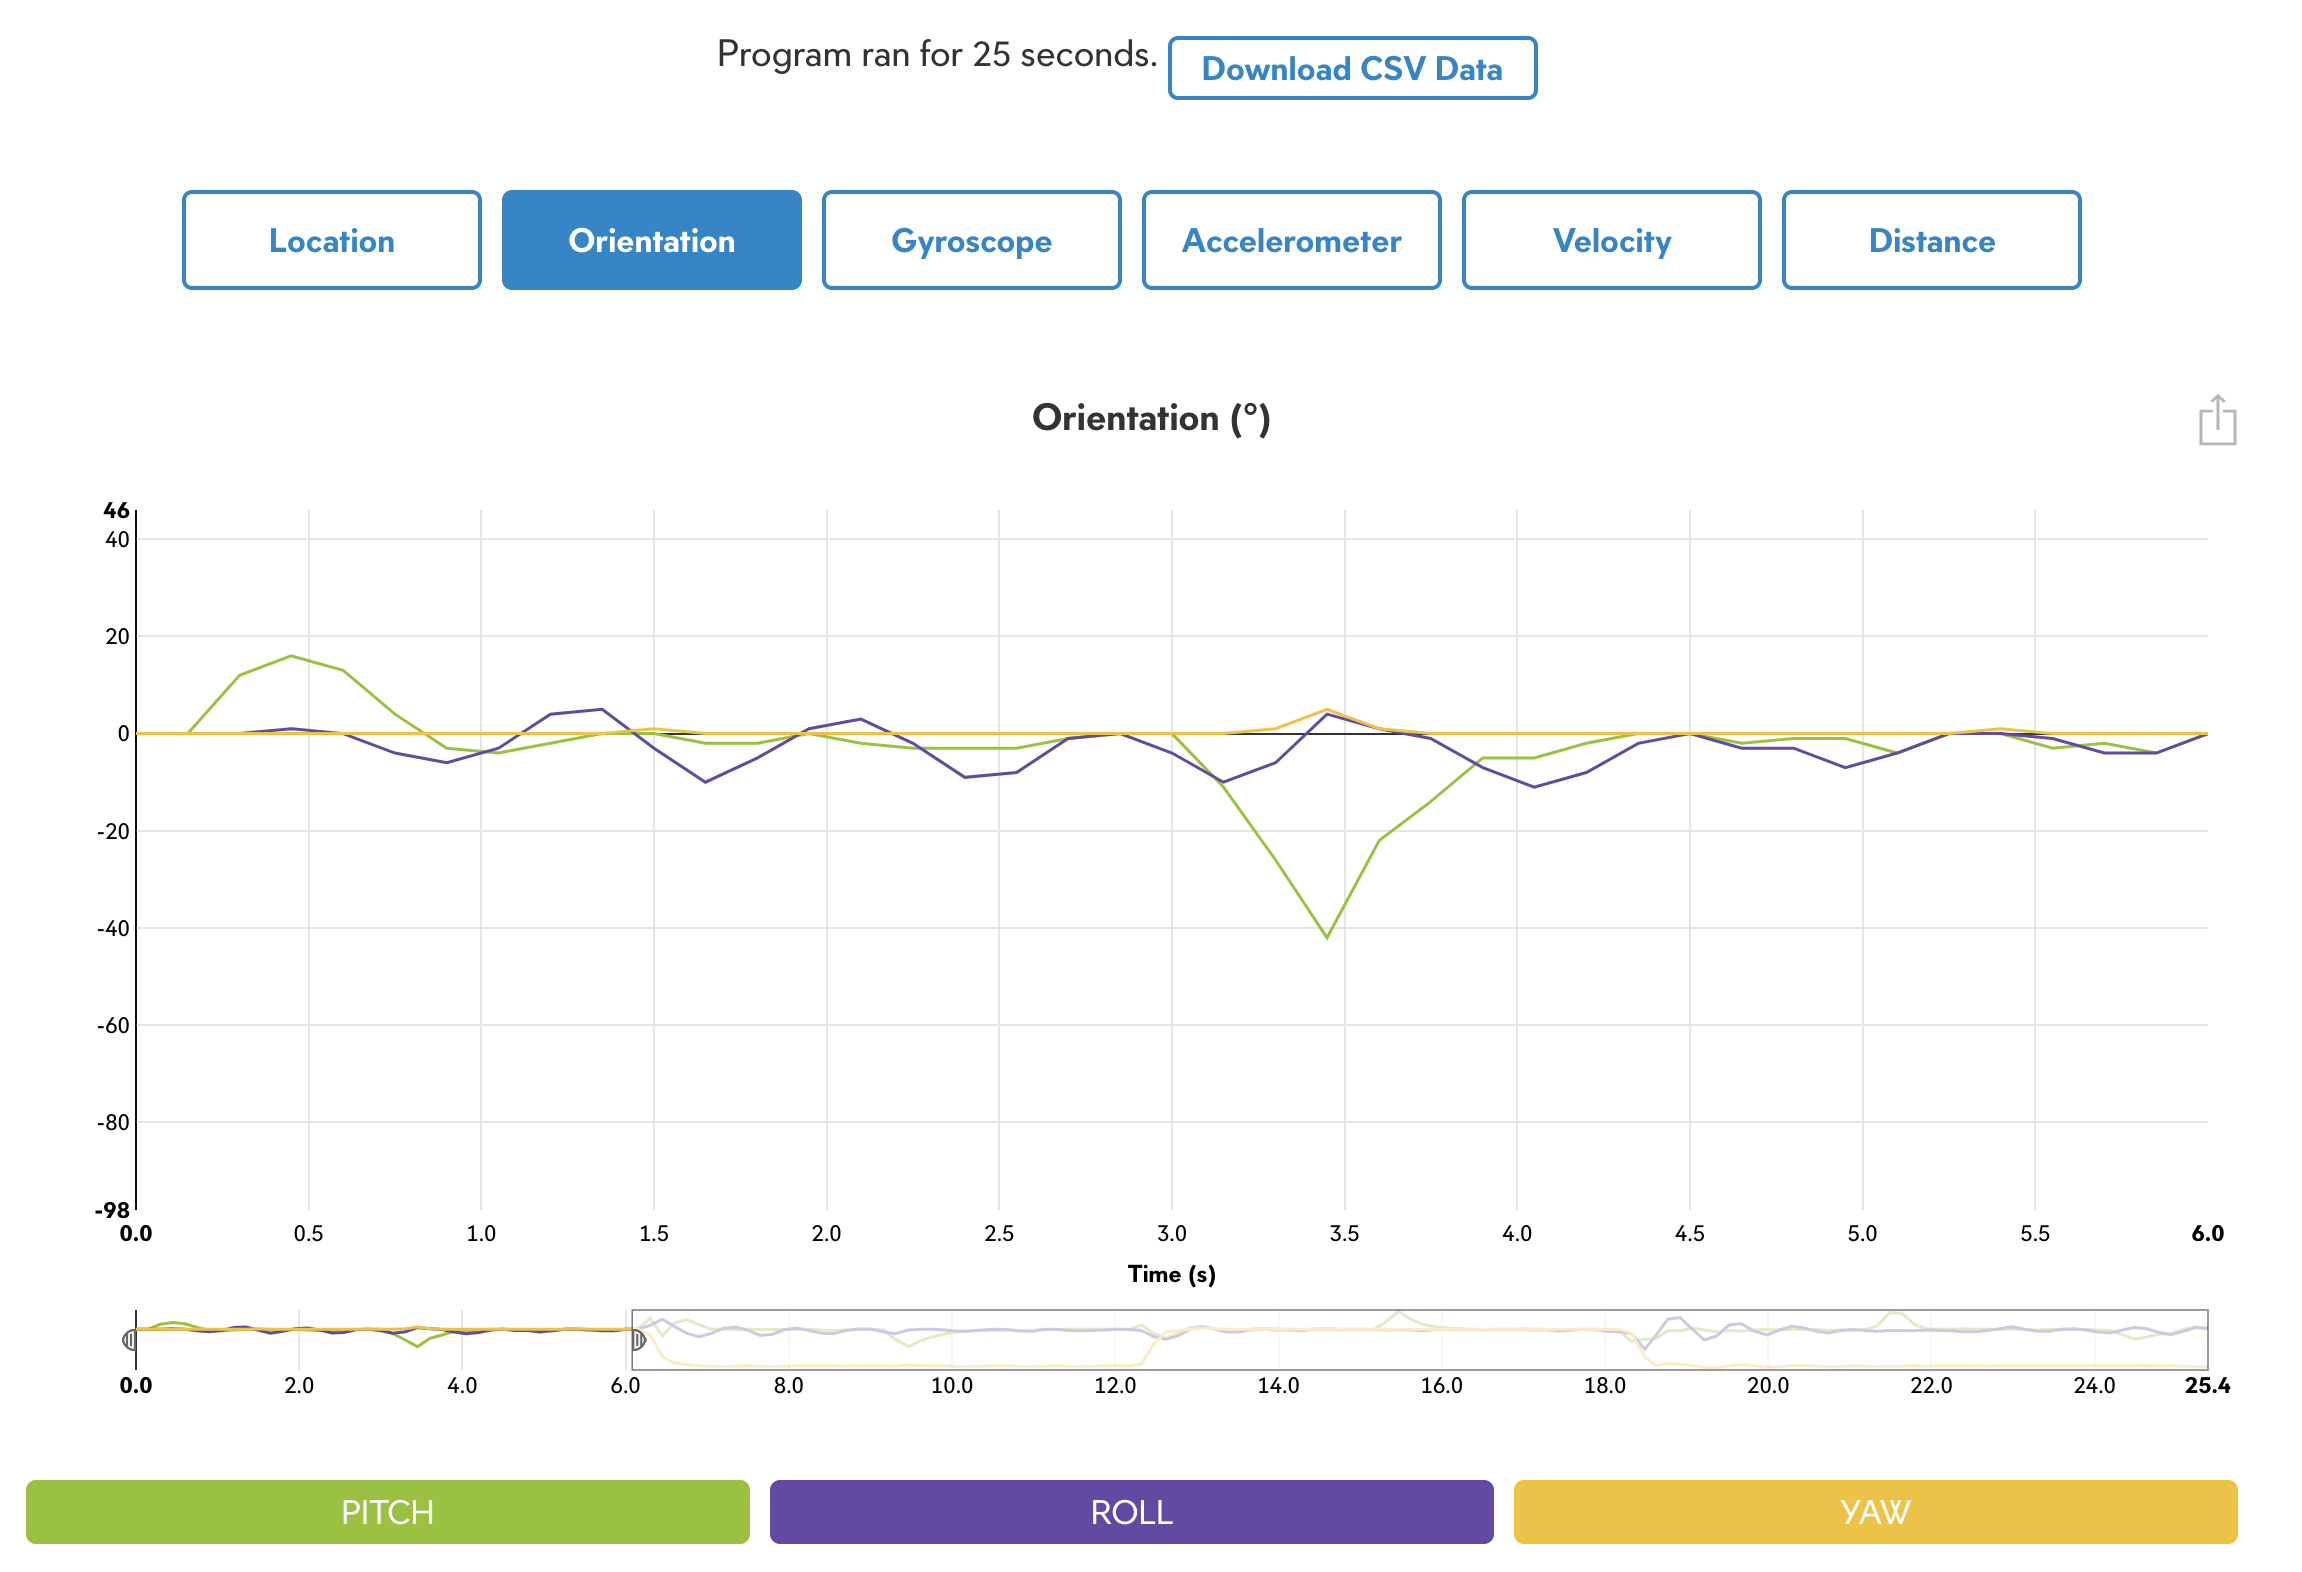 Program ran for 25 seconds. Download CSV Data
Location Orientation Gyroscope Accelerometer Velocity Distance
Orientation (°)
46
40
20
0
-20
-40
-60
-80
-98
0.0 0.5 1.0 1.5 2.0 2.5 3.0 3.5 4.0 4.5 5.0 5.5 6.0
Time (s)
0.0 2.0 4.0 6.0 8.0 10.0 12.0 14.0 16.0 18.0 20.0 22.0 24.0 25.4
PITCH ROLL YAW